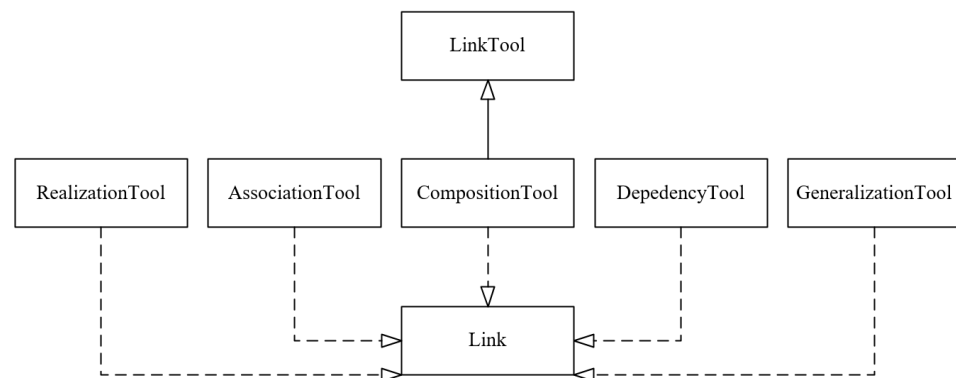 LinkTool
RealizationTool
AssociationTool
CompositionTool
DepedencyTool
GeneralizationTool
Link